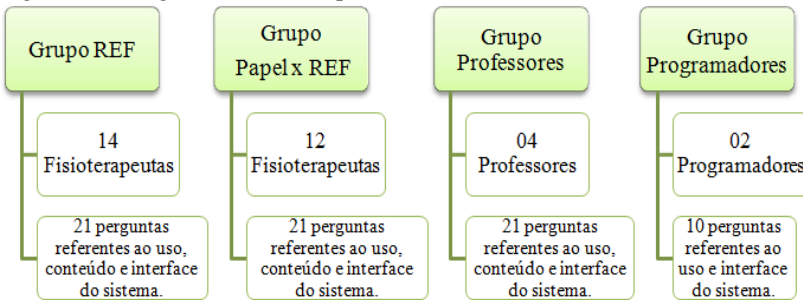 Grupo REF
14
Fisioterapeutas
21 perguntas
referentes ao uso,
conteúdo e interface
do sistema.
Grupo
Papel x REF
12
Fisioterapeutas
21 perguntas
referentes ao uso,
conteúdo e interface
do sistema.
Grupo
Professores
04
Professores
21 perguntas
referentes ao uso,
conteúdo e interface
do sistema.
Grupo
Programadores
02
Programadores
10 perguntas
referentes ao
uso e interface
do sistema.